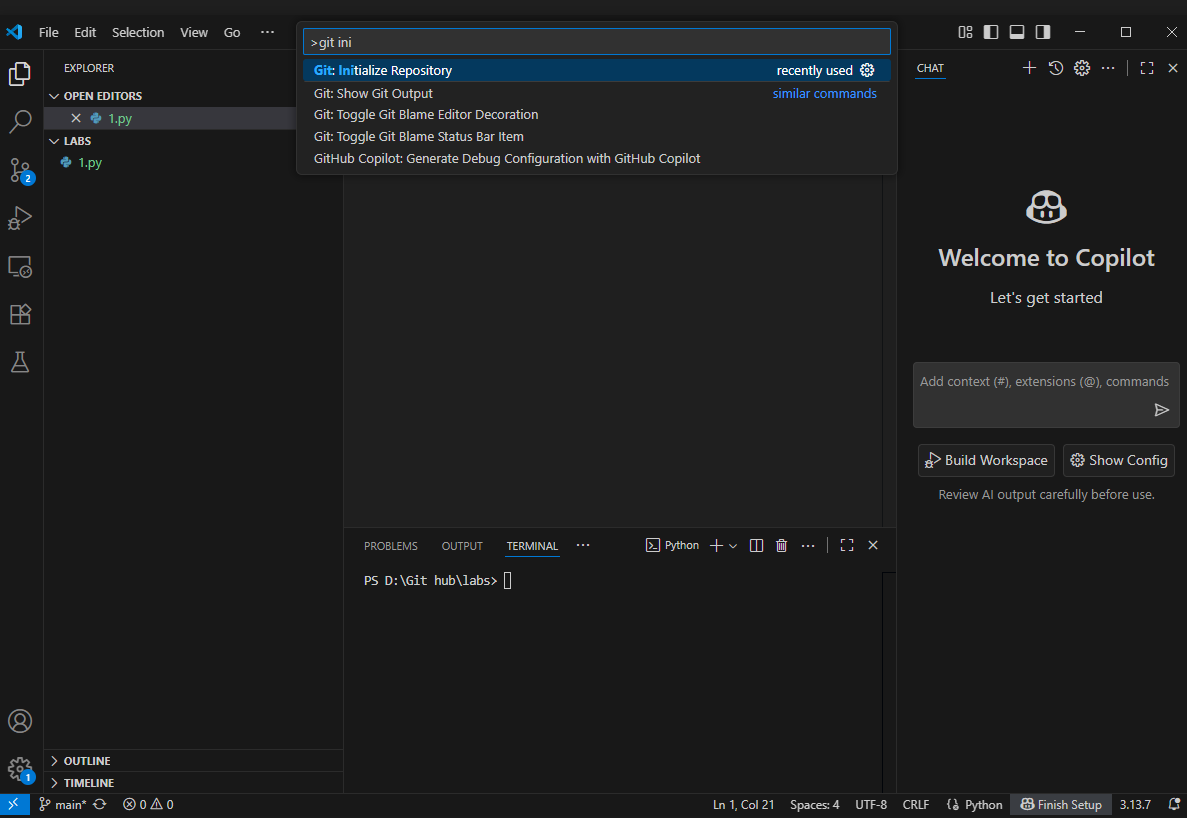 File Edit Selection View Go ···
>git ini
Git: Initialize Repository recently used
Git: Show Git Output similar commands
Git: Toggle Git Blame Editor Decoration
Git: Toggle Git Blame Status Bar Item
GitHub Copilot: Generate Debug Configuration with GitHub Copilot
EXPLORER
OPEN EDITORS
1.py
LABS
1.py
2
OUTLINE
TIMELINE
1
PROBLEMS OUTPUT TERMINAL ··· Python ···
PS D:\Git hub\labs>
CHAT ···
Welcome to Copilot
Let's get started
Add context (#), extensions (@), commands
Build Workspace Show Config
Review AI output carefully before use.
main* 0 0 Ln 1, Col 21 Spaces: 4 UTF-8 CRLF Python Finish Setup 3.13.7